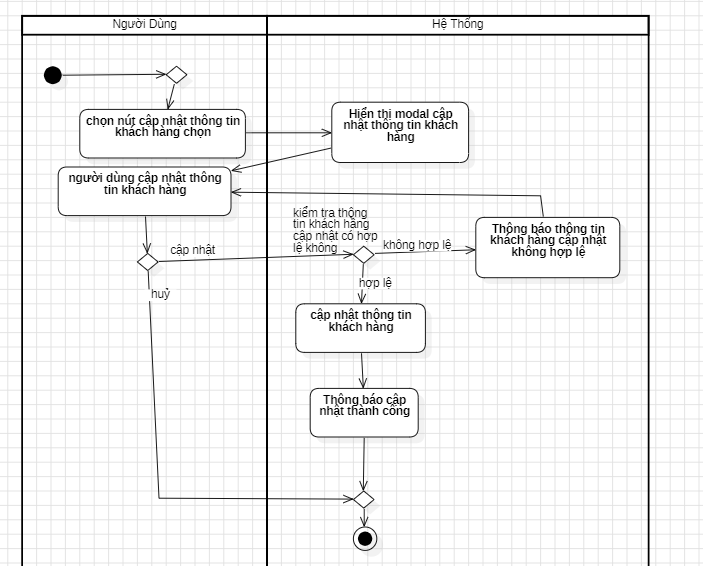 Người Dùng
Hệ Thống
chọn nút cập nhật thông tin
khách hàng chọn
Hiển thị modal cập
nhật thông tin khách
hàng
người dùng cập nhật thông
tin khách hàng
kiểm tra thông
tin khách hàng
cập nhật có hợp
lệ không
không hợp lệ
Thông báo thông tin
khách hàng cập nhật
không hợp lệ
cập nhật
hợp lệ
huỷ
cập nhật thông tin
khách hàng
Thông báo cập
nhật thành công